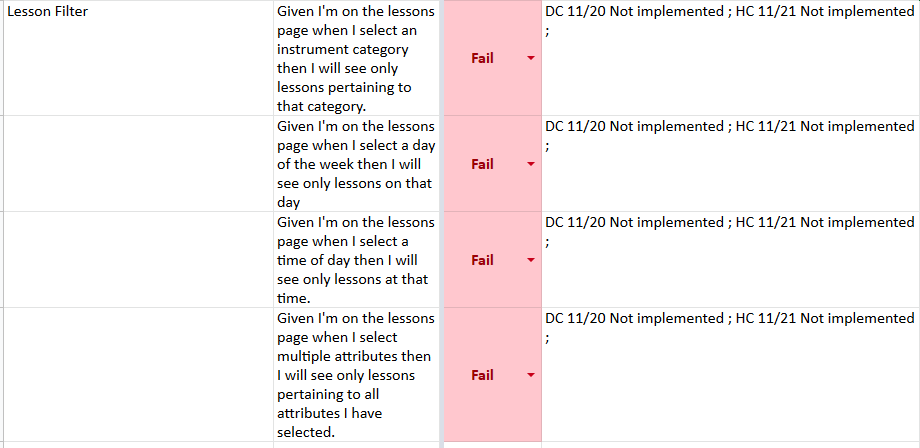 Lesson Filter
Given I'm on the lessons
page when I select an
instrument category
then I will see only
lessons pertaining to
that category.
Fail
DC 11/20 Not implemented ; HC 11/21 Not implemented
;
Given I'm on the lessons
page when I select a day
of the week then I will
see only lessons on that
day
Fail
DC 11/20 Not implemented ; HC 11/21 Not implemented
;
Given I'm on the lessons
page when I select a
time of day then I will
see only lessons at that
time.
Fail
DC 11/20 Not implemented ; HC 11/21 Not implemented
;
Given I'm on the lessons
page when I select
multiple attributes then
I will see only lessons
pertaining to all
attributes I have
selected.
Fail
DC 11/20 Not implemented ; HC 11/21 Not implemented
;